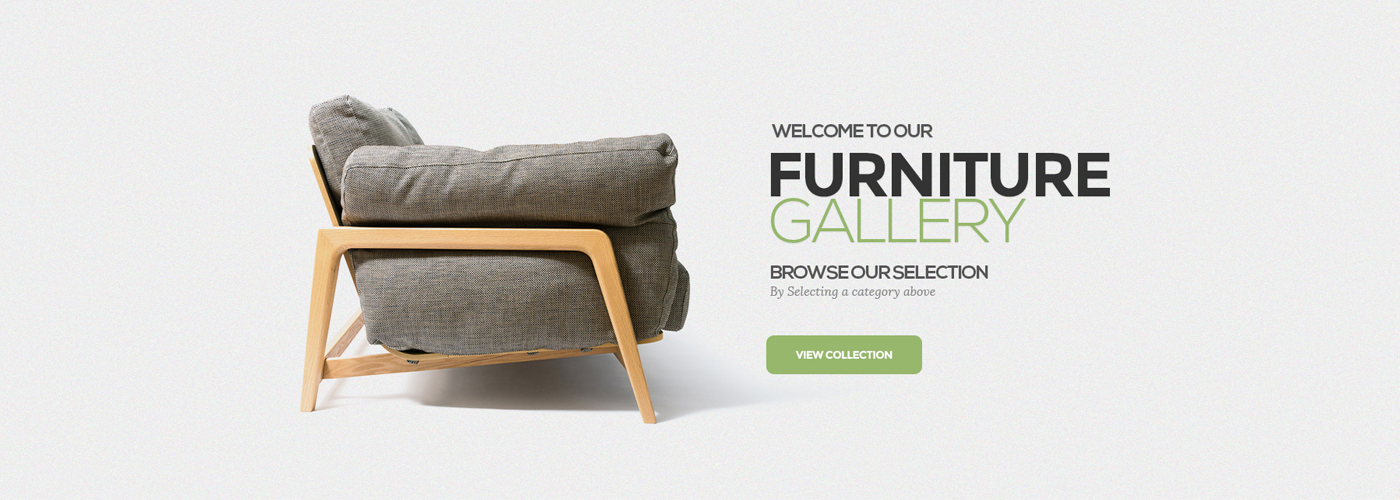 WELCOME TO OUR
FURNITURE
GALLERY
BROWSE OUR SELECTION
By Selecting a category above
VIEW COLLECTION